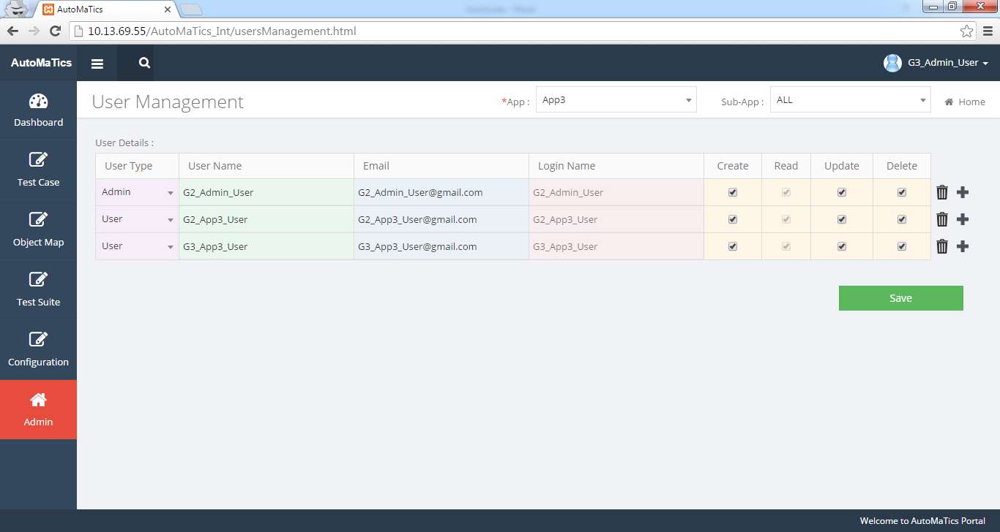 AutoMaTics
10.13.69.55/AutoMaTics_Int/usersManagement.html
AutoMaTics
G3_Admin_User
Dashboard
Test Case
Object Map
Test Suite
Configuration
Admin
User Management
*App : App3 Sub-App : ALL Home
User Details :
User Type User Name Email Login Name Create Read Update Delete
Admin G2_Admin_User G2_Admin_User@gmail.com G2_Admin_User
User G2_App3_User G2_App3_User@gmail.com G2_App3_User
User G3_App3_User G3_App3_User@gmail.com G3_App3_User
Save
Welcome to AutoMaTics Portal